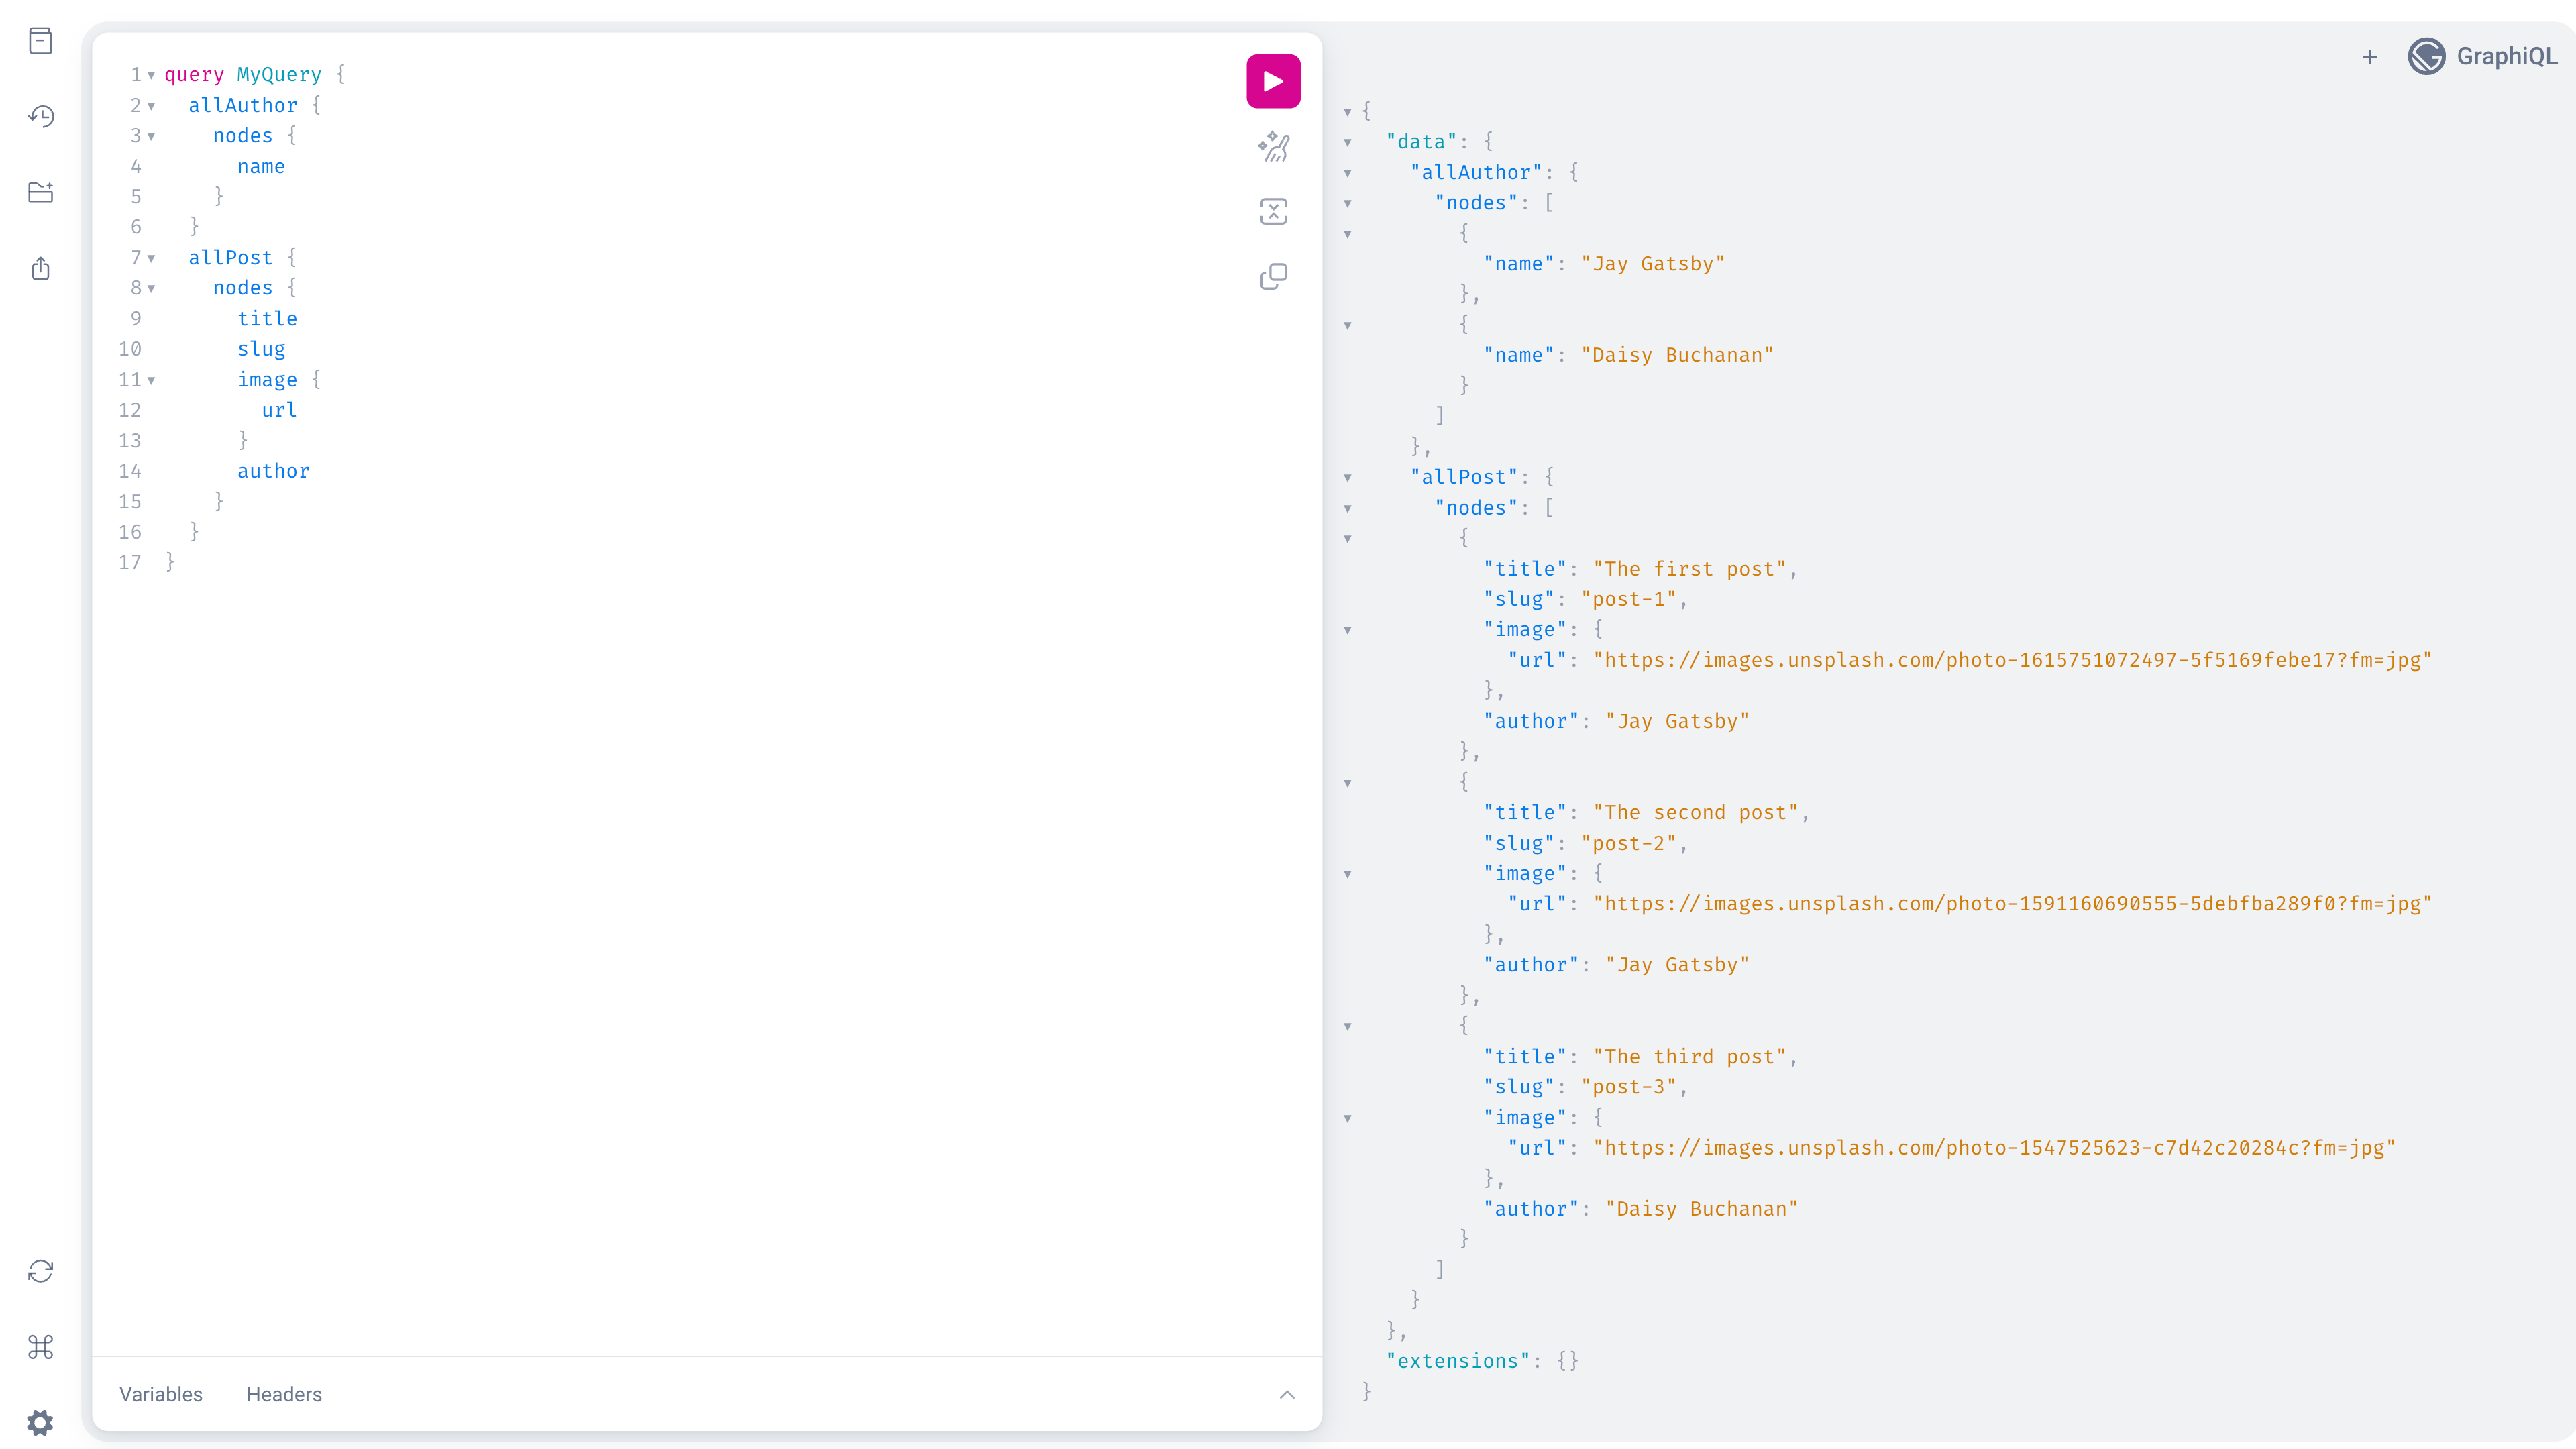 1 query MyQuery {
2   allAuthor {
3     nodes {
4       name
5     }
6   }
7   allPost {
8     nodes {
9       title
10       slug
11       image {
12         url
13       }
14       author
15     }
16   }
17 }
Variables Headers
+ GraphiQL
{
  "data": {
    "allAuthor": {
      "nodes": [
        {
          "name": "Jay Gatsby"
        },
        {
          "name": "Daisy Buchanan"
        }
      ]
    },
    "allPost": {
      "nodes": [
        {
          "title": "The first post",
          "slug": "post-1",
          "image": {
            "url": "https://images.unsplash.com/photo-1615751072497-5f5169febe17?fm=jpg"
          },
          "author": "Jay Gatsby"
        },
        {
          "title": "The second post",
          "slug": "post-2",
          "image": {
            "url": "https://images.unsplash.com/photo-1591160690555-5debfba289f0?fm=jpg"
          },
          "author": "Jay Gatsby"
        },
        {
          "title": "The third post",
          "slug": "post-3",
          "image": {
            "url": "https://images.unsplash.com/photo-1547525623-c7d42c20284c?fm=jpg"
          },
          "author": "Daisy Buchanan"
        }
      ]
    }
  },
  "extensions": {}
}